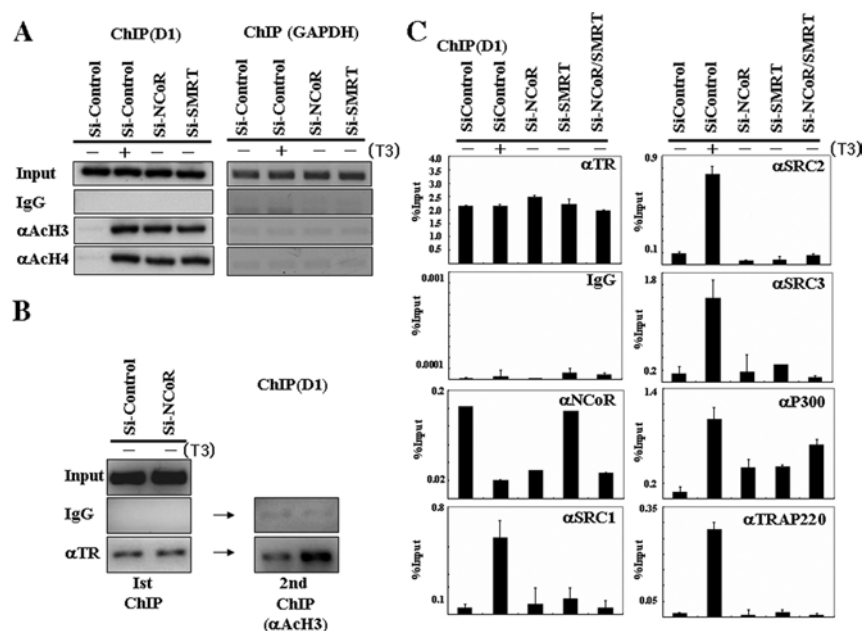 A
ChIP(D1)
ChIP (GAPDH)
Si-Control
Si-Control
Si-NCoR
Si-SMRT
Si-Control
Si-Control
Si-NCoR
Si-SMRT
− + − −
− + − − (T3)
Input
IgG
αAcH3
αAcH4
B
Si-Control
Si-NCoR
ChIP(D1)
− − (T3)
Input
IgG
→
αTR
→
1st
ChIP
2nd
ChIP
(αAcH3)
C
ChIP(D1)
SiControl
SiControl
Si-NCoR
Si-SMRT
Si-NCoR/SMRT
SiControl
SiControl
Si-NCoR
Si-SMRT
Si-NCoR/SMRT
− + − − −
− + − − −
αTR
%Input
4.0
3.5
3.0
2.5
2.0
1.5
1.0
0.5
αSRC2
%Input
0.9
0.1
IgG
%Input
0.001
0.0001
αSRC3
%Input
1.8
0.2
αNCoR
%Input
0.2
0.02
αP300
%Input
1.4
0.2
αSRC1
%Input
0.8
0.1
αTRAP220
%Input
0.35
0.05